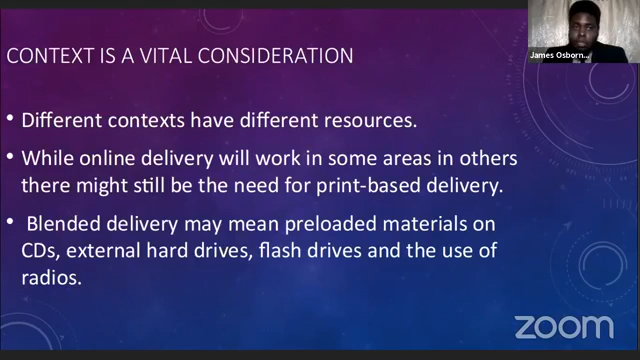 James Osborn...
CONTEXT IS A VITAL CONSIDERATION
• Different contexts have different resources.
• While online delivery will work in some areas in others
there might still be the need for print-based delivery.
• Blended delivery may mean preloaded materials on
CDs, external hard drives, flash drives and the use of
radios.
zoom